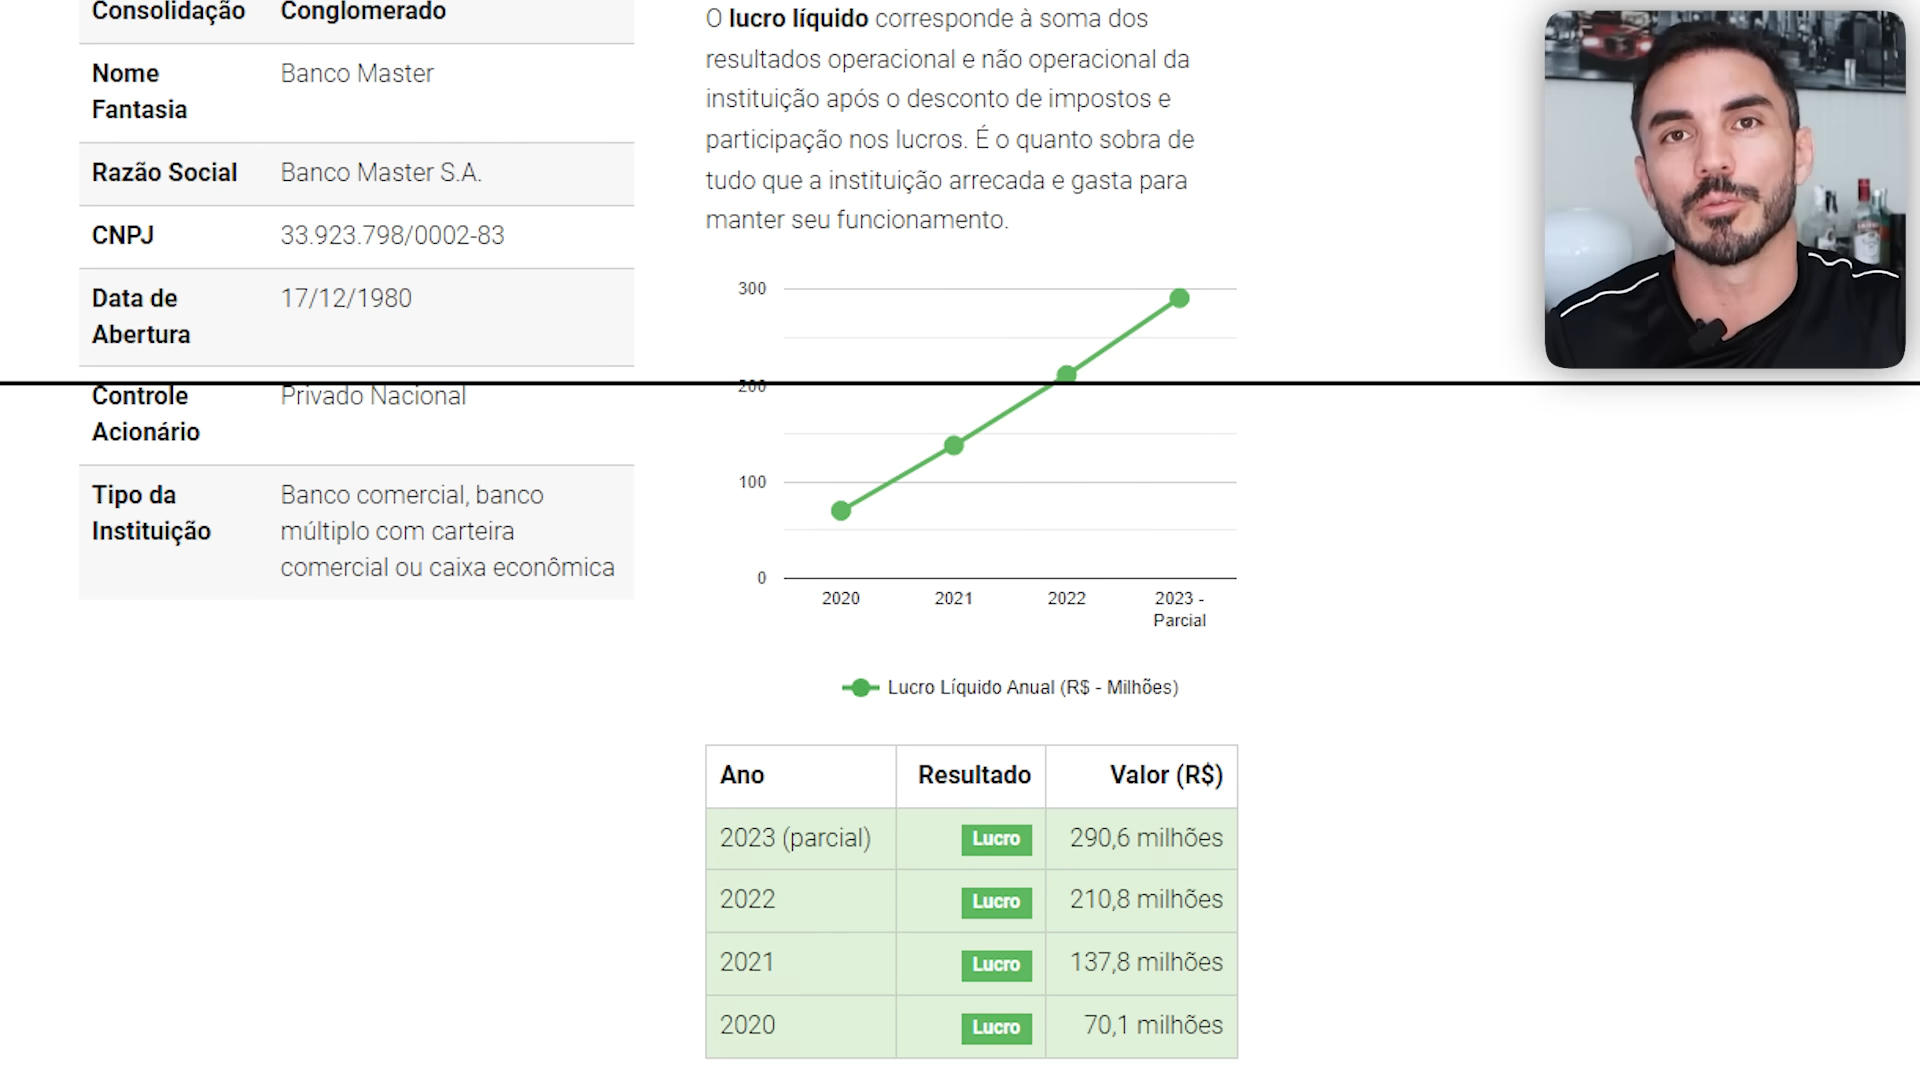 Consolidação Conglomerado
Nome Fantasia Banco Master
Razão Social Banco Master S.A.
CNPJ 33.923.798/0002-83
Data de Abertura 17/12/1980
Controle Acionário Privado Nacional
Tipo da Instituição Banco comercial, banco
múltiplo com carteira
comercial ou caixa econômica
O lucro líquido corresponde à soma dos
resultados operacional e não operacional da
instituição após o desconto de impostos e
participação nos lucros. É o quanto sobra de
tudo que a instituição arrecada e gasta para
manter seu funcionamento.
300
200
100
0
2020 2021 2022 2023 -
Parcial
Lucro Líquido Anual (R$ - Milhões)
Ano Resultado Valor (R$)
2023 (parcial) Lucro 290,6 milhões
2022 Lucro 210,8 milhões
2021 Lucro 137,8 milhões
2020 Lucro 70,1 milhões